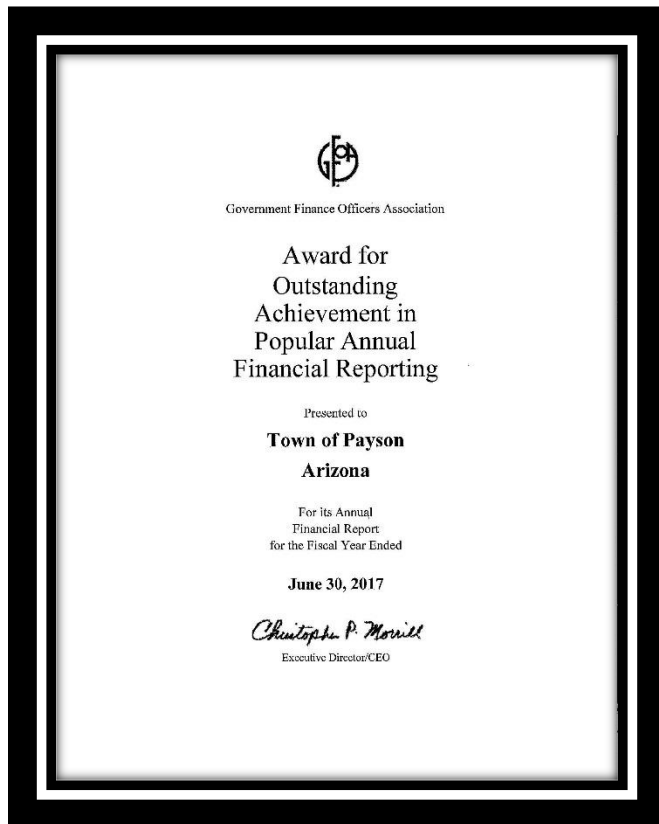 GFOA
Government Finance Officers Association
Award for
Outstanding
Achievement in
Popular Annual
Financial Reporting
Presented to
Town of Payson
Arizona
For its Annual
Financial Report
for the Fiscal Year Ended
June 30, 2017
Christopher P. Morrill
Executive Director/CEO